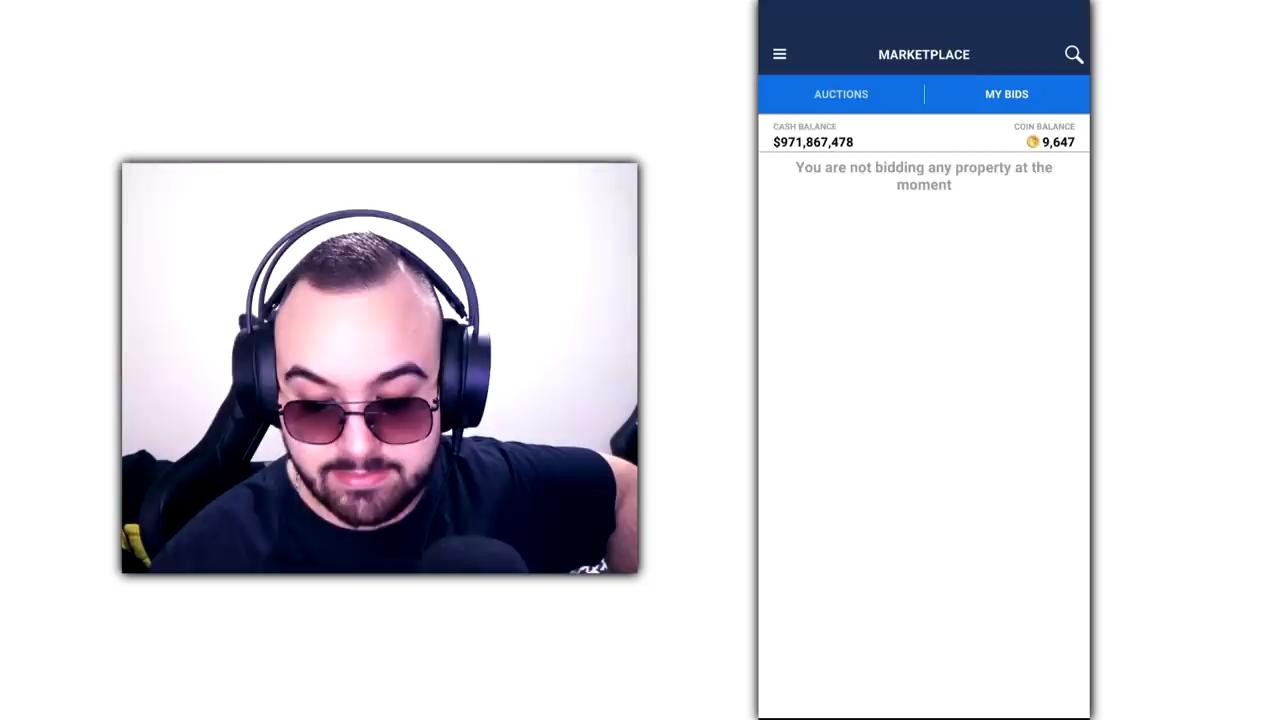 MARKETPLACE
AUCTIONS
MY BIDS
CASH BALANCE
COIN BALANCE
$971,867,478
9,647
You are not bidding any property at the
moment